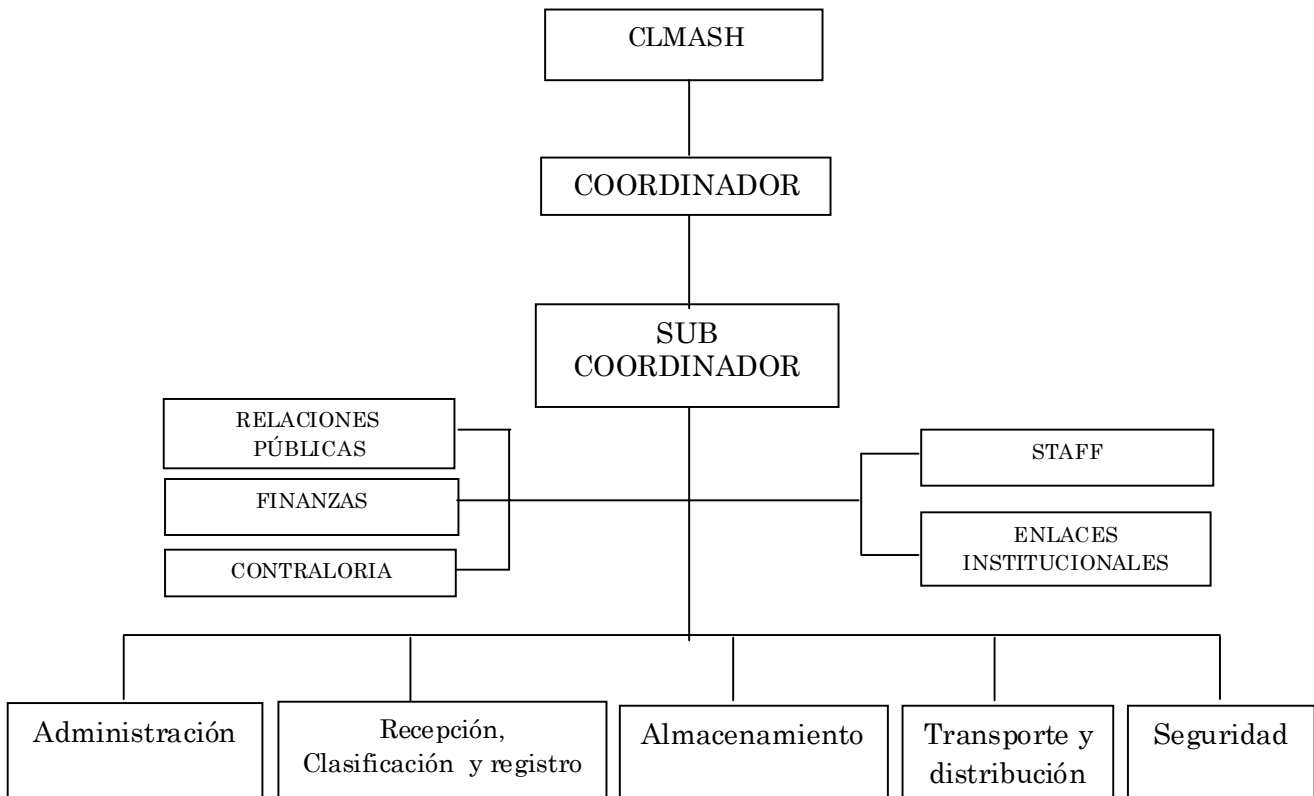 CLMASH
COORDINADOR
SUB
COORDINADOR
RELACIONES
PÚBLICAS
FINANZAS
CONTRALORIA
STAFF
ENLACES
INSTITUCIONALES
Administración
Recepción,
Clasificación y registro
Almacenamiento
Transporte y
distribución
Seguridad